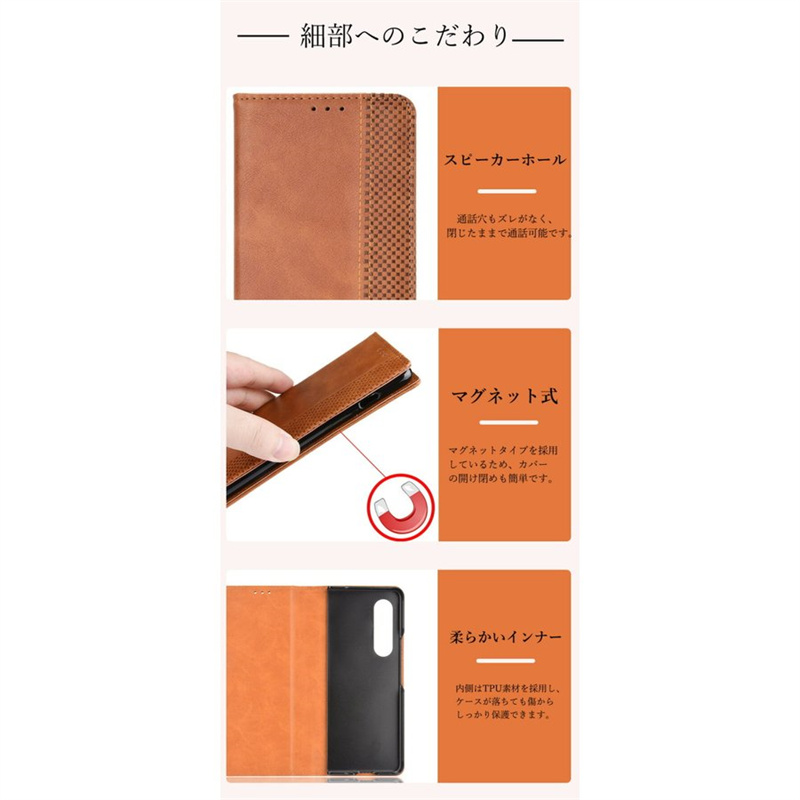 細部へのこだわり
スピーカーホール
通話穴もズレがなく、
閉じたままで通話可能です。
マグネット式
マグネットタイプを採用
しているため、カバー
の開け閉めも簡単です。
柔らかいインナー
内側はTPU素材を採用し、
ケースが落ちても傷から
しっかり保護できます。